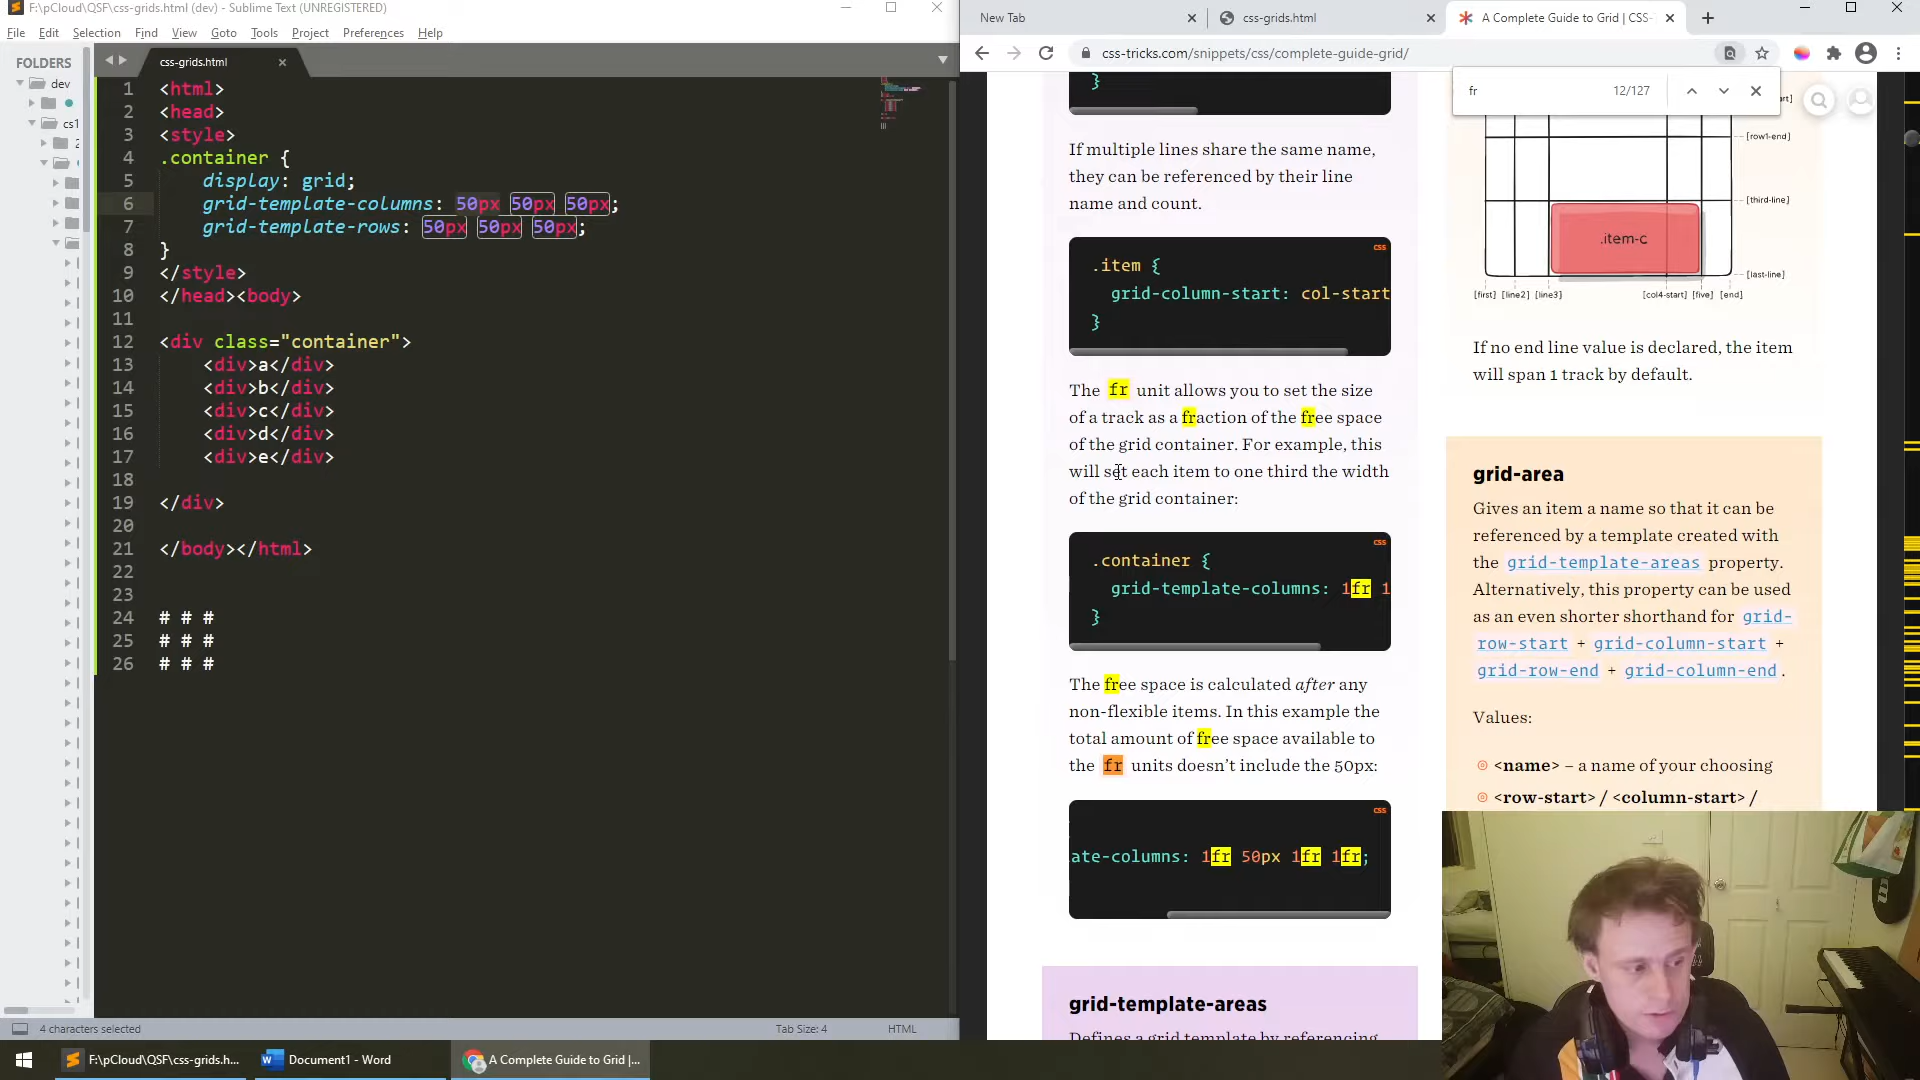 F:\pCloud\QSF\css-grids.html (dev) - Sublime Text (UNREGISTERED)
File Edit Selection Find View Goto Tools Project Preferences Help
FOLDERS
dev
cs1
2
css-grids.html
1 <html>
2 <head>
3 <style>
4 .container {
5 display: grid;
6 grid-template-columns: 50px 50px 50px;
7 grid-template-rows: 50px 50px 50px;
8 }
9 </style>
10 </head><body>
11
12 <div class="container">
13 <div>a</div>
14 <div>b</div>
15 <div>c</div>
16 <div>d</div>
17 <div>e</div>
18
19 </div>
20
21 </body></html>
22
23
24 # # #
25 # # #
26 # # #
4 characters selected
Tab Size: 4
HTML
New Tab
css-grids.html
A Complete Guide to Grid | CSS-
css-tricks.com/snippets/css/complete-guide-grid/
fr 12/127
}
If multiple lines share the same name,
they can be referenced by their line
name and count.
CSS
.item {
grid-column-start: col-start
}
The fr unit allows you to set the size
of a track as a fraction of the free space
of the grid container. For example, this
will set each item to one third the width
of the grid container:
CSS
.container {
grid-template-columns: 1fr 1
}
The free space is calculated after any
non-flexible items. In this example the
total amount of free space available to
the fr units doesn't include the 50px:
CSS
ate-columns: 1fr 50px 1fr 1fr;
grid-template-areas
Defines a grid template by referencing
[row1-end]
[third-line]
.item-c
[last-line]
[first] [line2] [line3] [col4-start] [five] [end]
If no end line value is declared, the item
will span 1 track by default.
grid-area
Gives an item a name so that it can be
referenced by a template created with
the grid-template-areas property.
Alternatively, this property can be used
as an even shorter shorthand for grid-
row-start + grid-column-start +
grid-row-end + grid-column-end.
Values:
<name> – a name of your choosing
<row-start> / <column-start> /
F:\pCloud\QSF\css-grids.h...
Document1 - Word
A Complete Guide to Grid |...